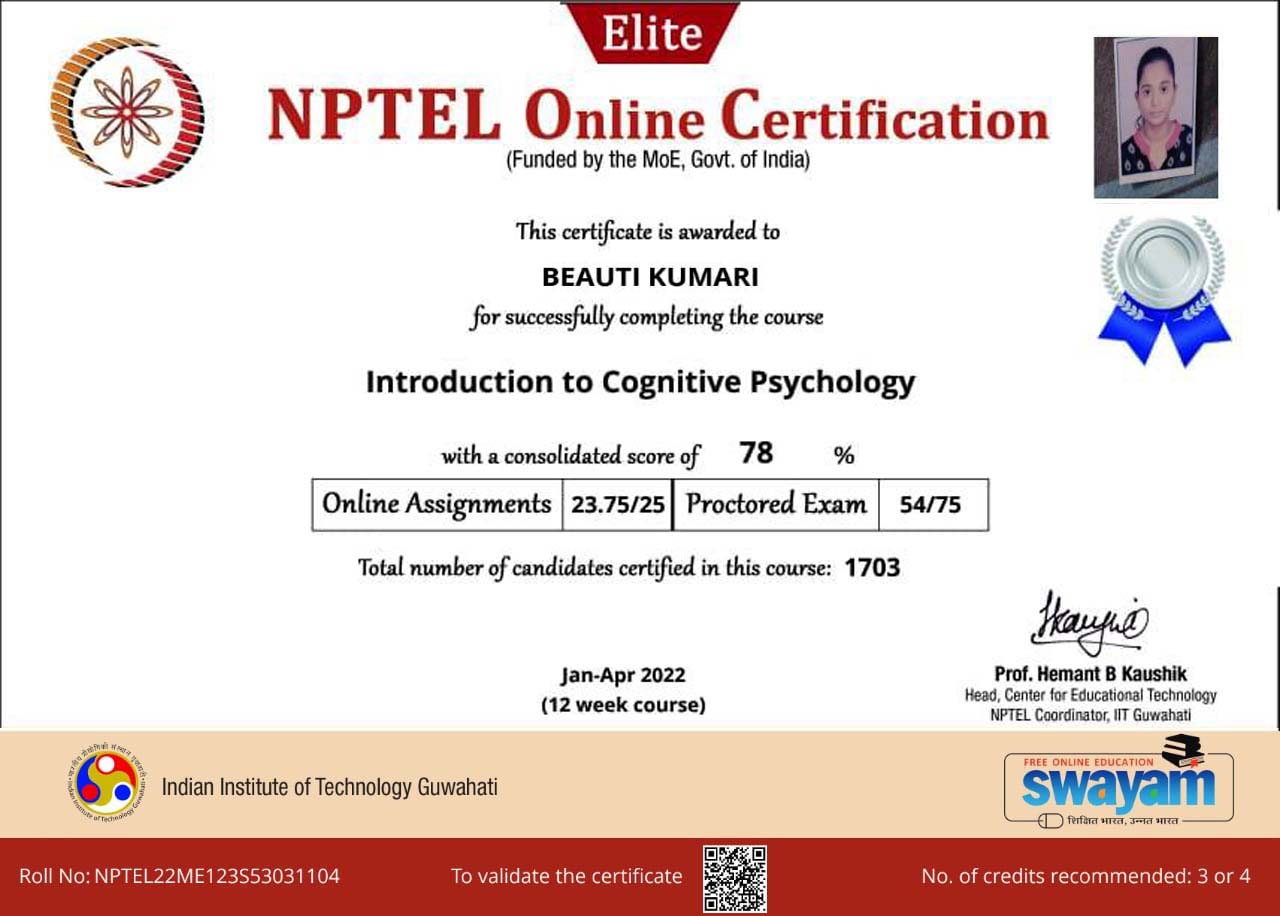 Elite
NPTEL Online Certification
(Funded by the MoE, Govt. of India)
This certificate is awarded to
BEAUTI KUMARI
for successfully completing the course
Introduction to Cognitive Psychology
with a consolidated score of 78 %
Online Assignments 23.75/25 Proctored Exam 54/75
Total number of candidates certified in this course: 1703
Jan-Apr 2022
(12 week course)
Prof. Hemant B Kaushik
Head, Center for Educational Technology
NPTEL Coordinator, IIT Guwahati
Indian Institute of Technology Guwahati
Indian Institute of Technology Guwahati
FREE ONLINE EDUCATION
swayam
शिक्षित भारत, उन्नत भारत
Roll No: NPTEL22ME123S53031104
To validate the certificate
No. of credits recommended: 3 or 4